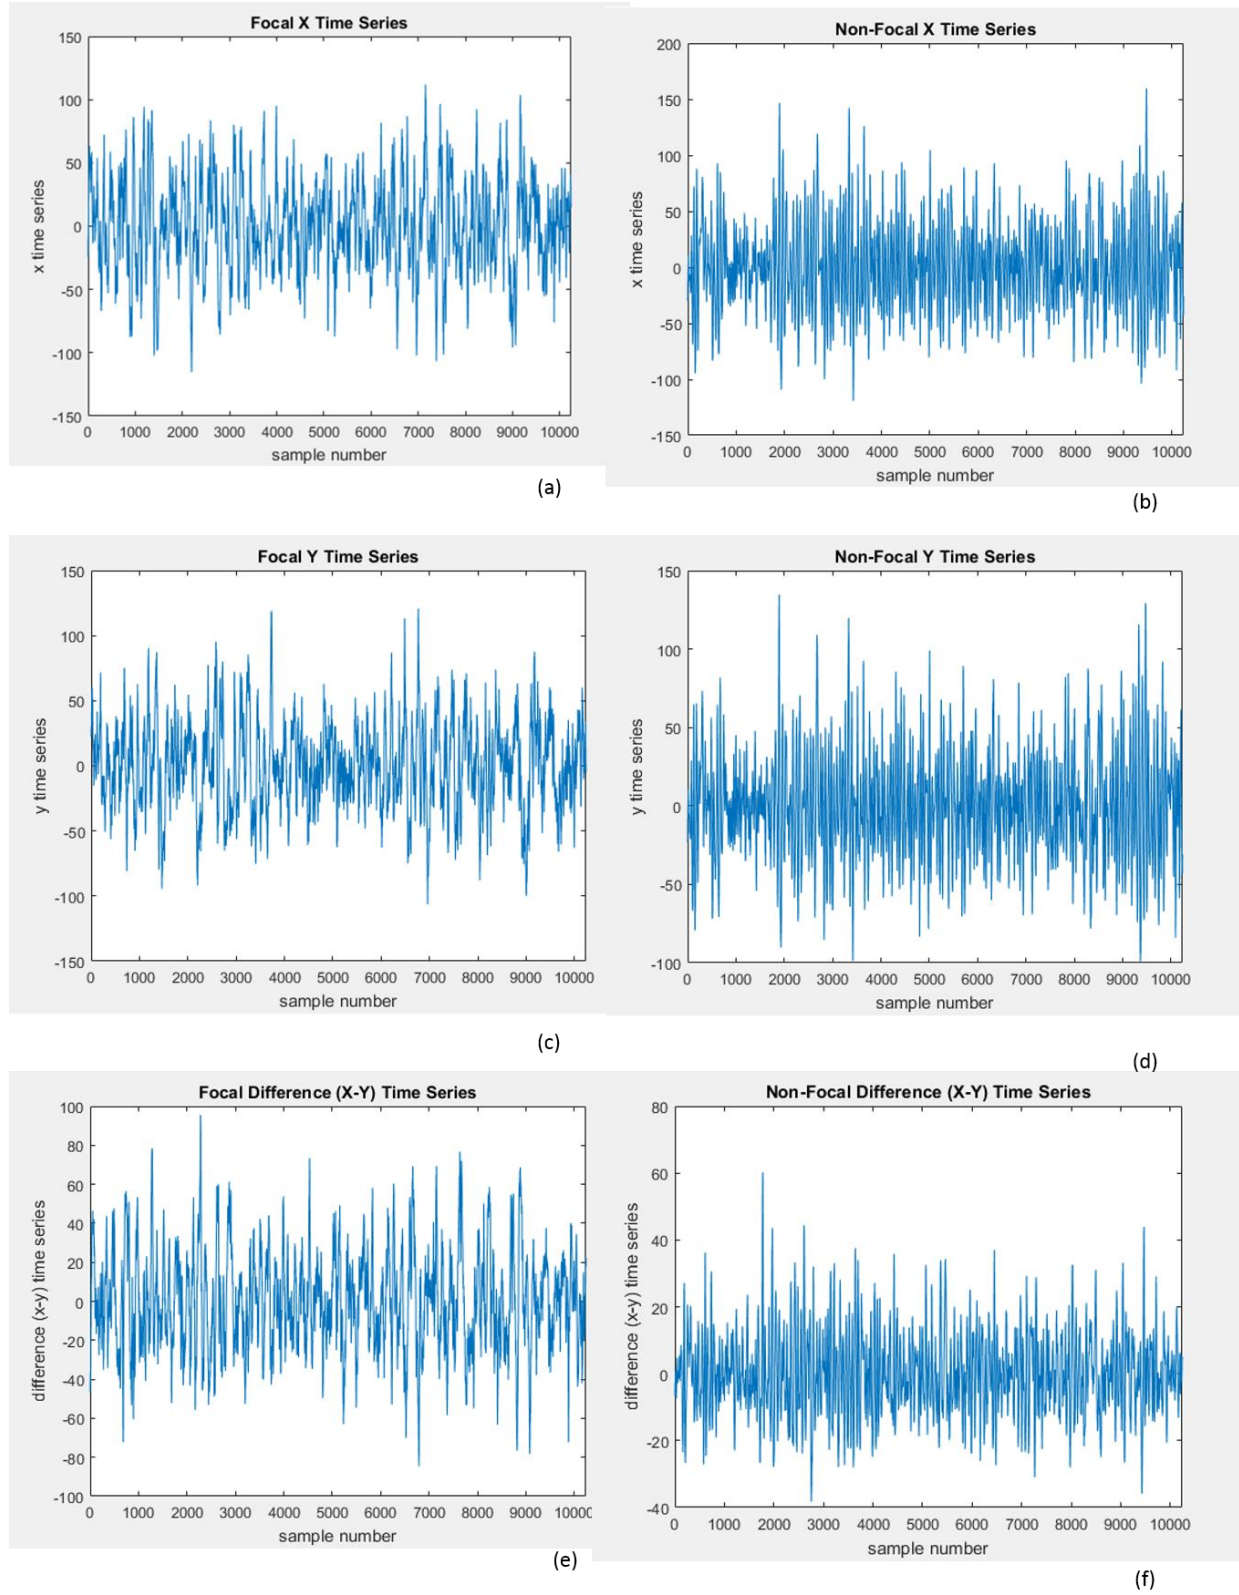 Focal X Time Series
150
100
50
0
-50
-100
-150
x time series
0 1000 2000 3000 4000 5000 6000 7000 8000 9000 10000
sample number
(a)
Non-Focal X Time Series
200
150
100
50
0
-50
-100
-150
x time series
0 1000 2000 3000 4000 5000 6000 7000 8000 9000 10000
sample number
(b)
Focal Y Time Series
150
100
50
0
-50
-100
-150
y time series
0 1000 2000 3000 4000 5000 6000 7000 8000 9000 10000
sample number
(c)
Non-Focal Y Time Series
150
100
50
0
-50
-100
y time series
0 1000 2000 3000 4000 5000 6000 7000 8000 9000 10000
sample number
(d)
Focal Difference (X-Y) Time Series
100
80
60
40
20
0
-20
-40
-60
-80
-100
difference (x-y) time series
0 1000 2000 3000 4000 5000 6000 7000 8000 9000 10000
sample number
(e)
Non-Focal Difference (X-Y) Time Series
80
60
40
20
0
-20
-40
difference (x-y) time series
0 1000 2000 3000 4000 5000 6000 7000 8000 9000 10000
sample number
(f)